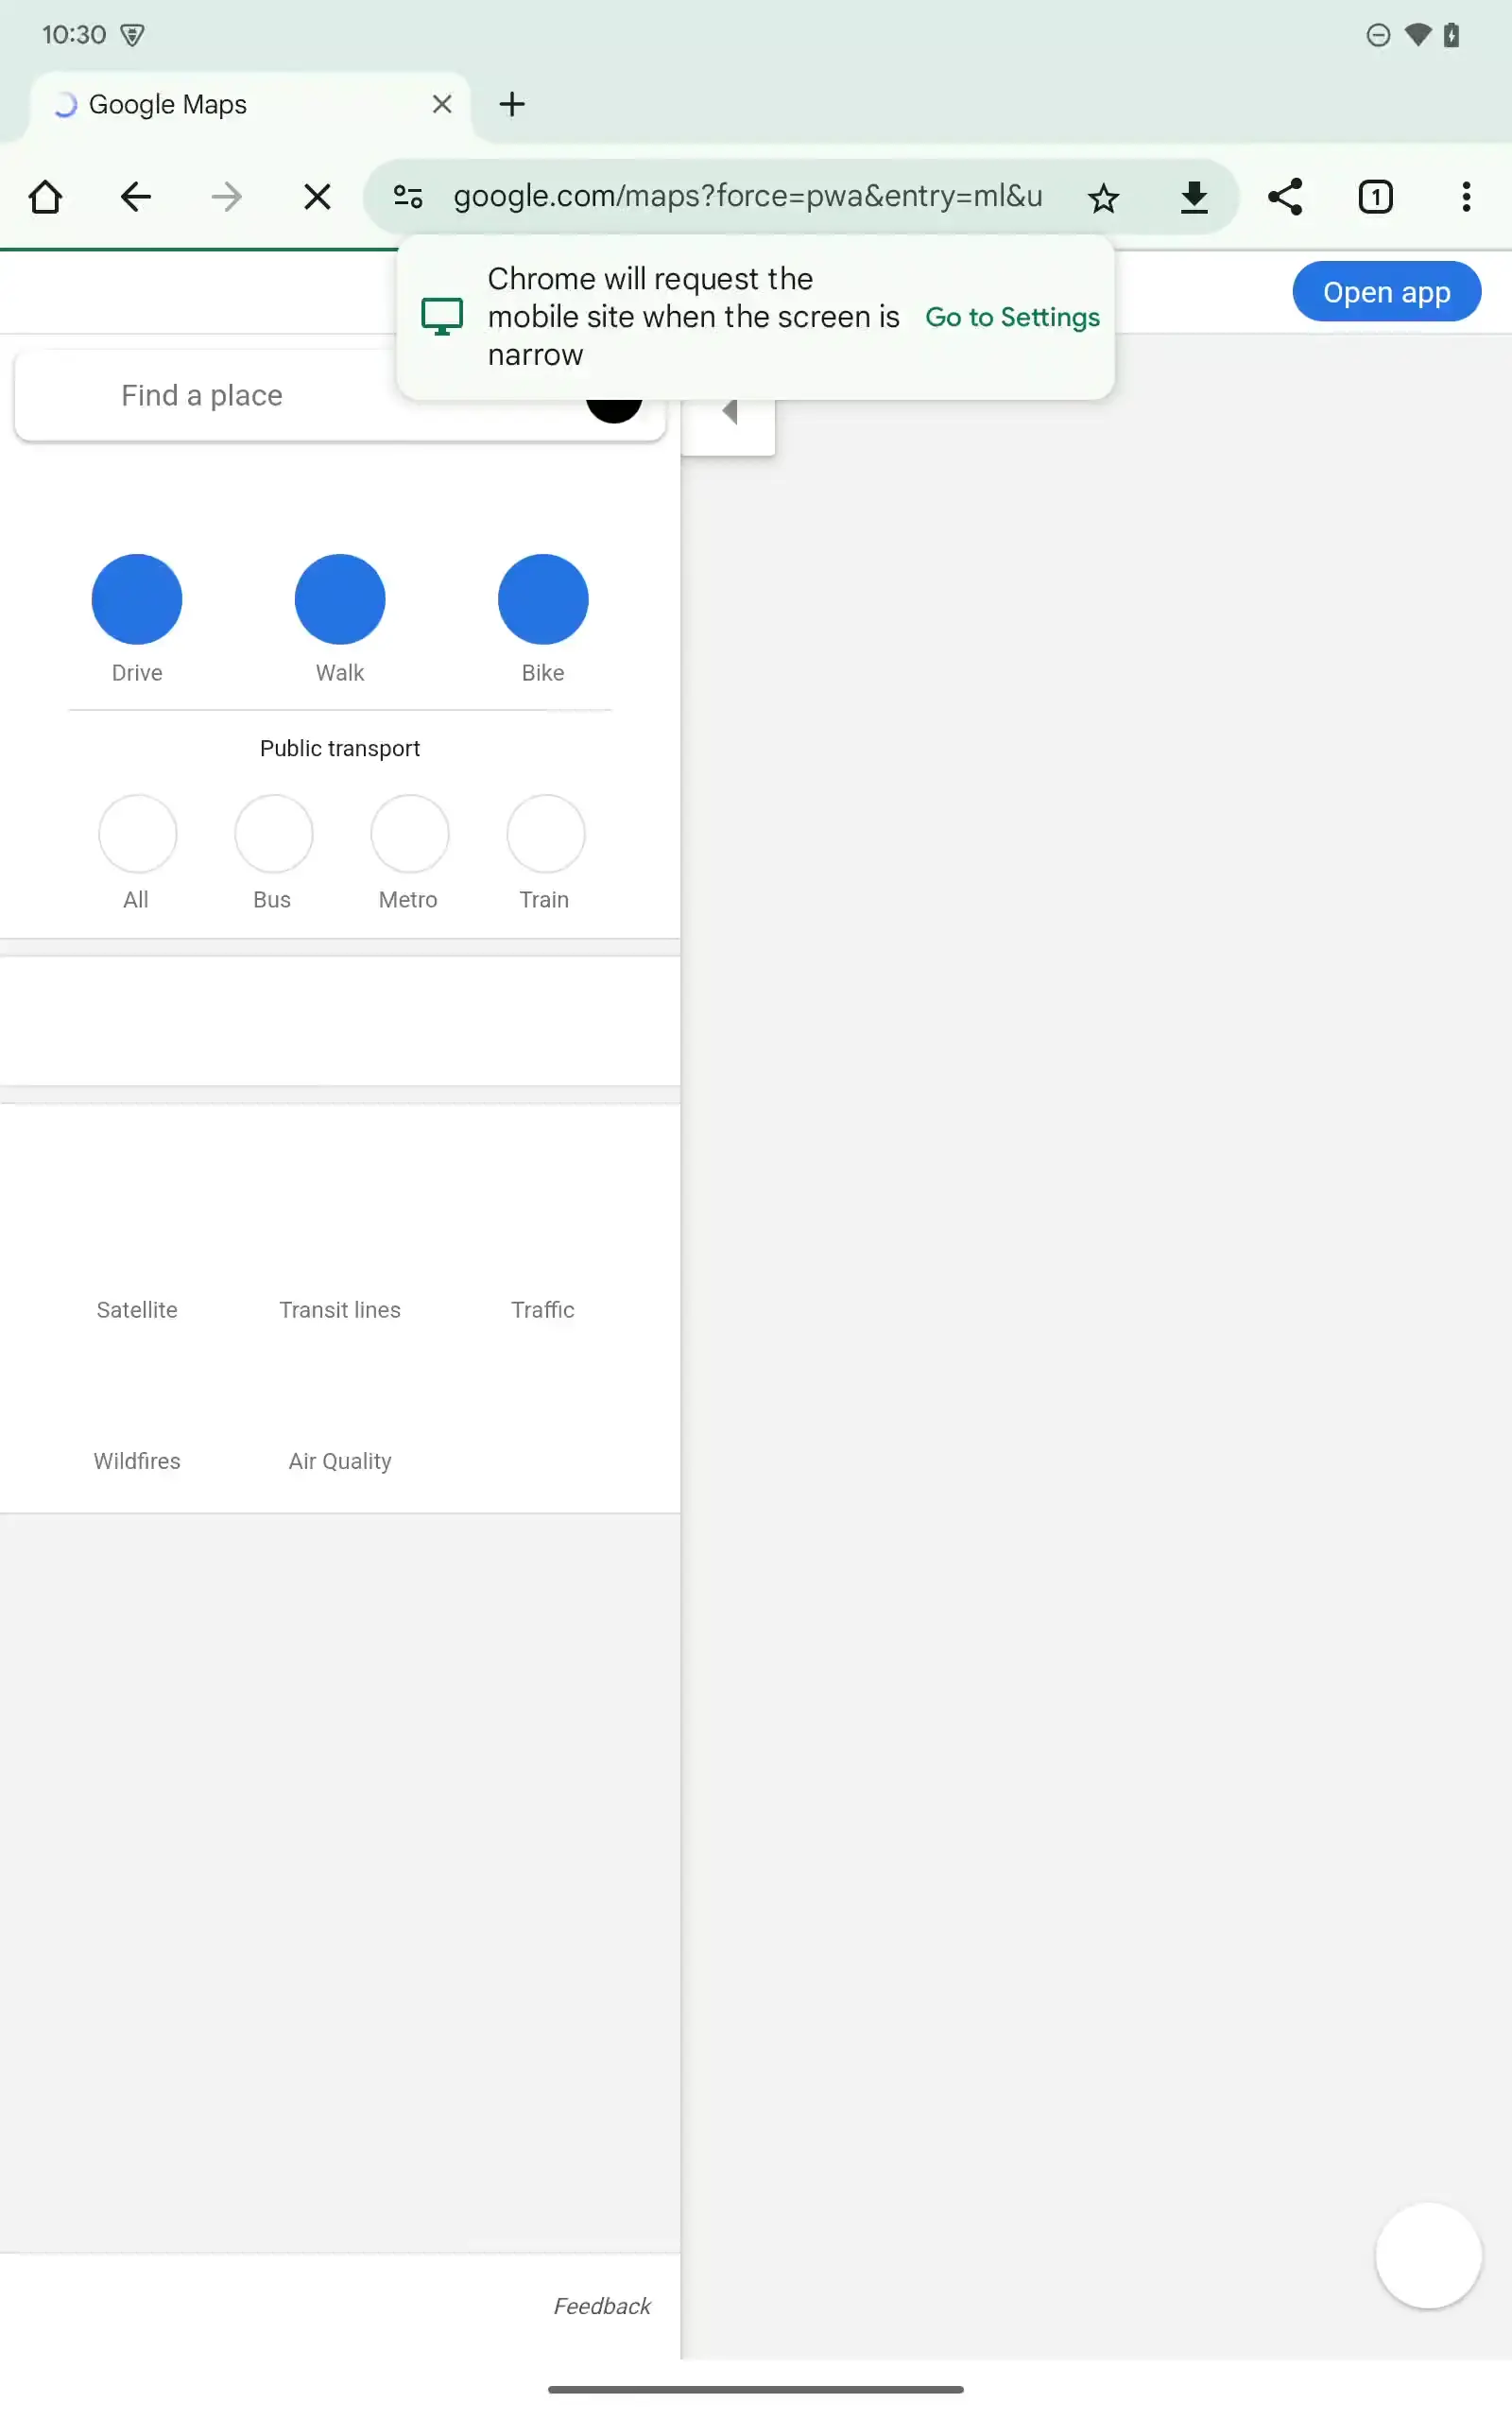 10:30
Google Maps
google.com/maps?force=pwa&entry=ml&u
1
Chrome will request the
mobile site when the screen is
narrow
Go to Settings
Open app
Find a place
Drive
Walk
Bike
Public transport
All
Bus
Metro
Train
Satellite
Transit lines
Traffic
Wildfires
Air Quality
Feedback